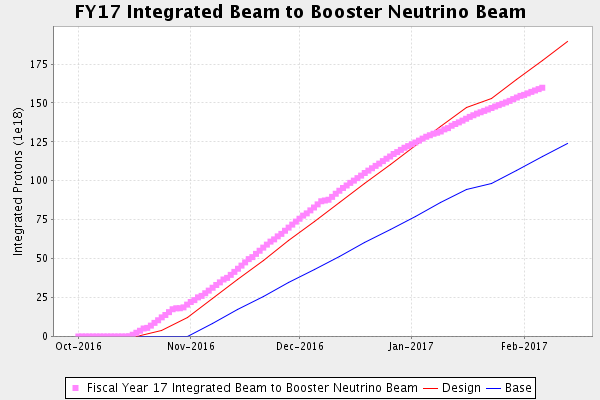 FY17 Integrated Beam to Booster Neutrino Beam
Integrated Protons (1e18)
175
150
125
100
75
50
25
0
Oct-2016 Nov-2016 Dec-2016 Jan-2017 Feb-2017
Fiscal Year 17 Integrated Beam to Booster Neutrino Beam Design Base